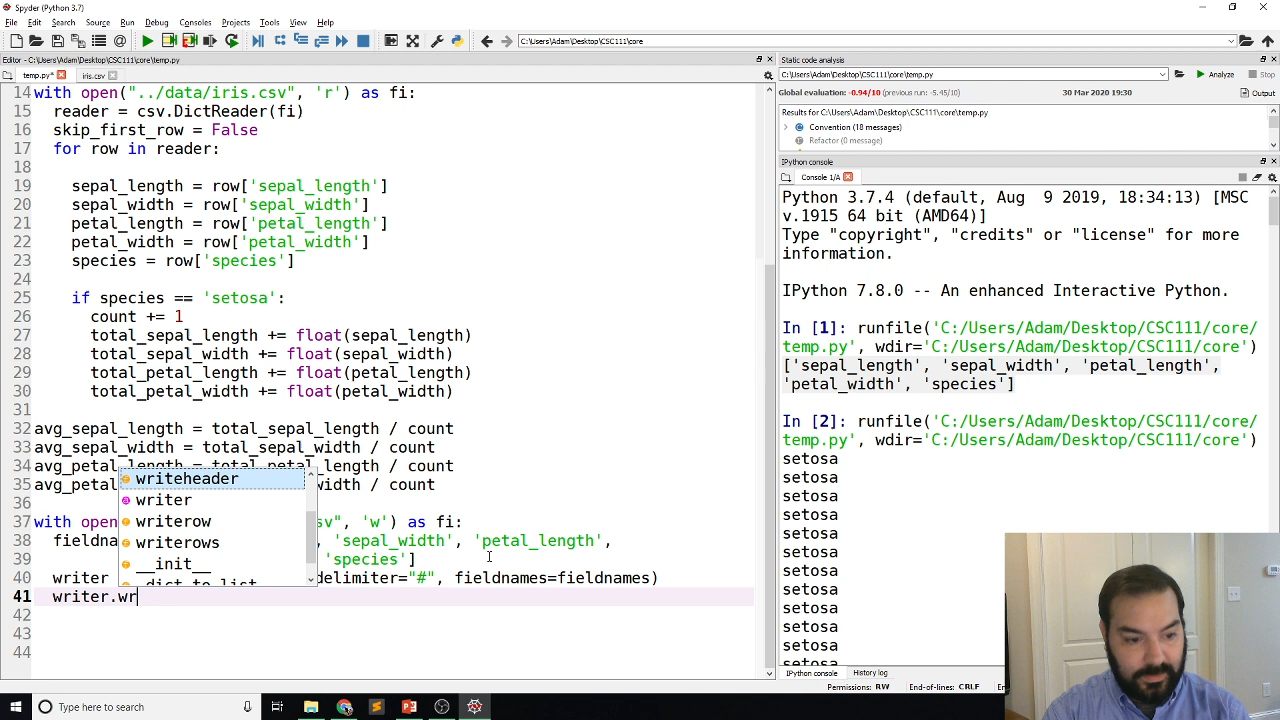 Spyder (Python 3.7)
File Edit Search Source Run Debug Consoles Projects Tools View Help
C:\Users\Adam\Desktop\CSC111\core
Editor - C:\Users\Adam\Desktop\CSC111\core\temp.py
temp.py* iris.csv
14 with open("../data/iris.csv", 'r') as fi:
15 reader = csv.DictReader(fi)
16 skip_first_row = False
17 for row in reader:
18
19 sepal_length = row['sepal_length']
20 sepal_width = row['sepal_width']
21 petal_length = row['petal_length']
22 petal_width = row['petal_width']
23 species = row['species']
24
25 if species == 'setosa':
26 count += 1
27 total_sepal_length += float(sepal_length)
28 total_sepal_width += float(sepal_width)
29 total_petal_length += float(petal_length)
30 total_petal_width += float(petal_width)
31
32 avg_sepal_length = total_sepal_length / count
33 avg_sepal_width = total_sepal_width / count
34 avg_petal_length = total_petal_length / count
35 avg_petal width / count
36
37 with open sv", 'w') as fi:
38 fieldna , 'sepal_width', 'petal_length',
39 'species']
40 writer delimiter="#", fieldnames=fieldnames)
41 writer.wr
42
43
44
writeheader
writer
writerow
writerows
__init__
_dict_to_list
Static code analysis
C:\Users\Adam\Desktop\CSC111\core\temp.py Analyze Stop
Global evaluation: -0.94/10 (previous run: -5.45/10) 30 Mar 2020 19:30 Output
Results for C:\Users\Adam\Desktop\CSC111\core\temp.py
Convention (18 messages)
Refactor (0 message)
IPython console
Console 1/A
Python 3.7.4 (default, Aug 9 2019, 18:34:13) [MSC
v.1915 64 bit (AMD64)]
Type "copyright", "credits" or "license" for more
information.
IPython 7.8.0 -- An enhanced Interactive Python.
In [1]: runfile('C:/Users/Adam/Desktop/CSC111/core/
temp.py', wdir='C:/Users/Adam/Desktop/CSC111/core')
['sepal_length', 'sepal_width', 'petal_length',
'petal_width', 'species']
In [2]: runfile('C:/Users/Adam/Desktop/CSC111/core/
temp.py', wdir='C:/Users/Adam/Desktop/CSC111/core')
setosa
setosa
setosa
setosa
setosa
setosa
setosa
setosa
setosa
setosa
setosa
setosa
IPython console History log
Permissions: RW End-of-lines: CRLF
Type here to search